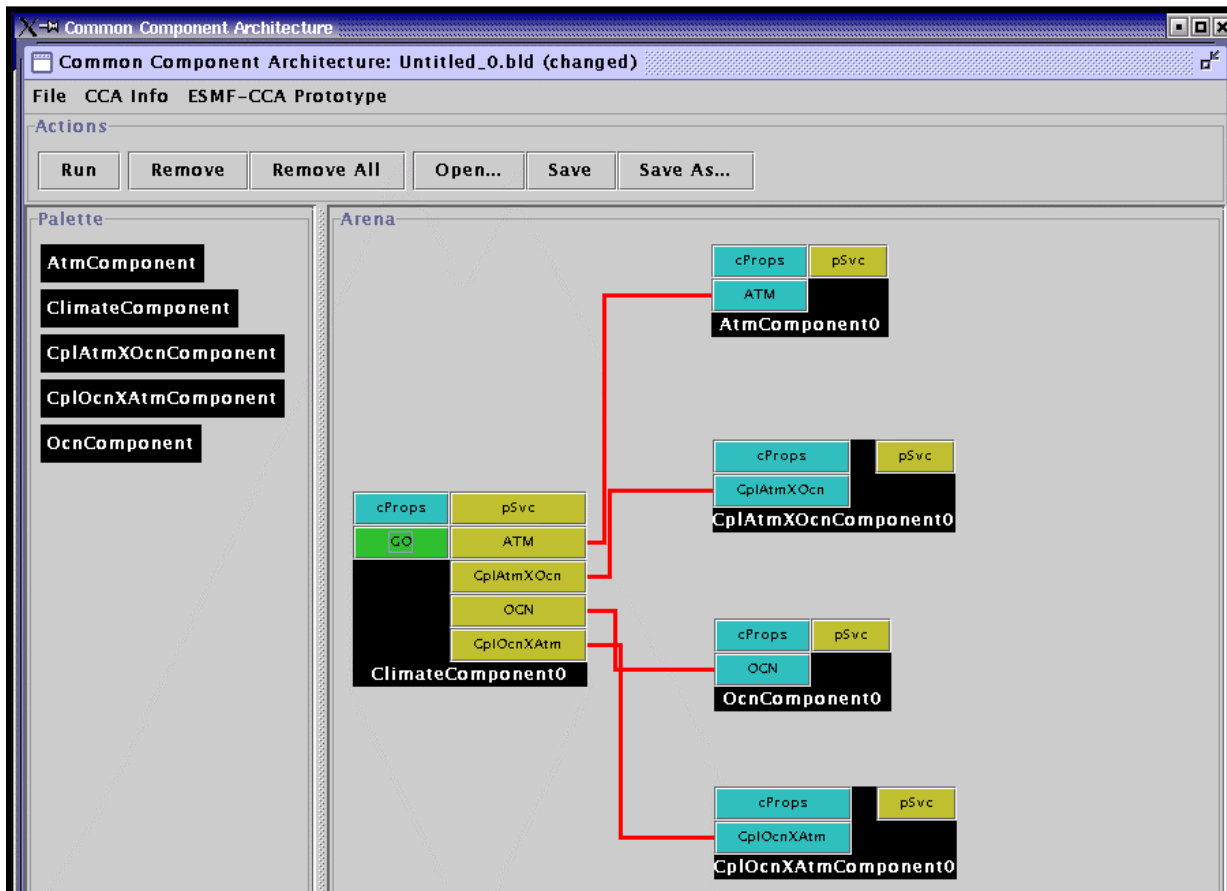 Common Component Architecture
Common Component Architecture: Untitled_0.bld (changed)
File CCA Info ESMF-CCA Prototype
Actions
Run Remove Remove All Open... Save Save As...
Palette
AtmComponent
ClimateComponent
CplAtmXOcnComponent
CplOcnXAtmComponent
OcnComponent
Arena
cProps pSvc
ATM
AtmComponent0
cProps pSvc
CplAtmXOcn
CplAtmXOcnComponent0
cProps pSvc
GO ATM
CplAtmXOcn
OCN
CplOcnXAtm
ClimateComponent0
cProps pSvc
OCN
OcnComponent0
cProps pSvc
CplOcnXAtm
CplOcnXAtmComponent0